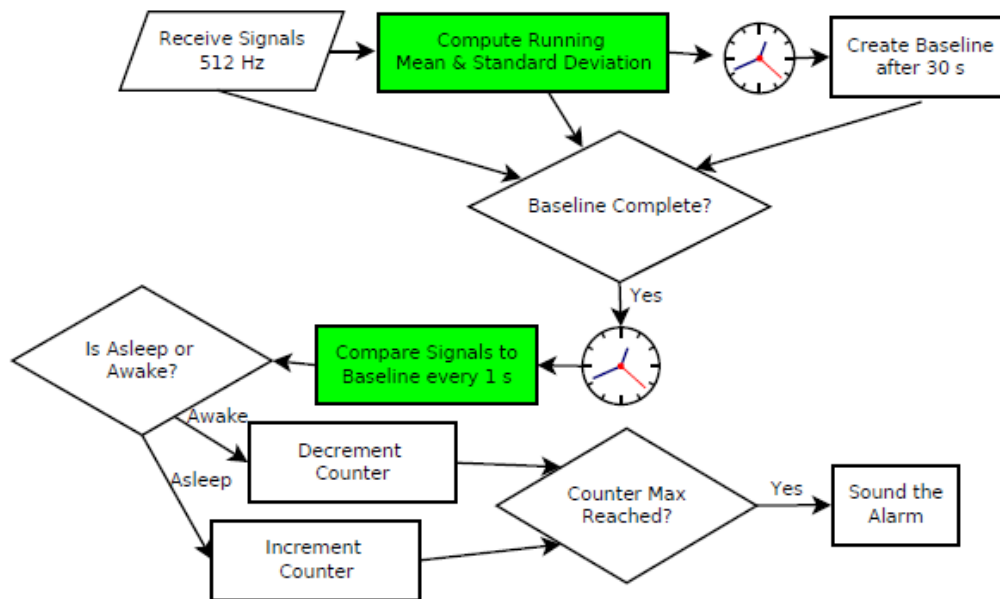 Receive Signals
512 Hz
Compute Running
Mean & Standard Deviation
Create Baseline
after 30 s
Baseline Complete?
Yes
Is Asleep or
Awake?
Compare Signals to
Baseline every 1 s
Awake
Decrement
Counter
Asleep
Increment
Counter
Counter Max
Reached?
Yes
Sound the
Alarm